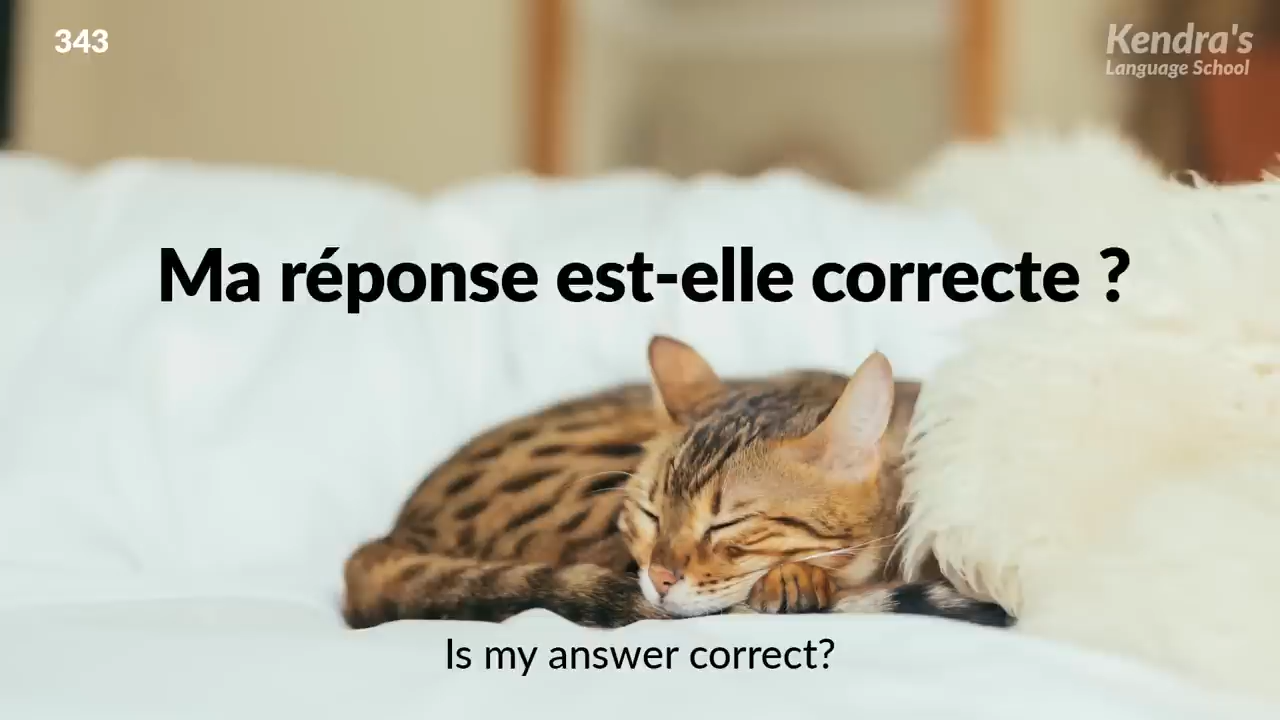 343
Kendra's
Language School
Ma réponse est-elle correcte ?
Is my answer correct?